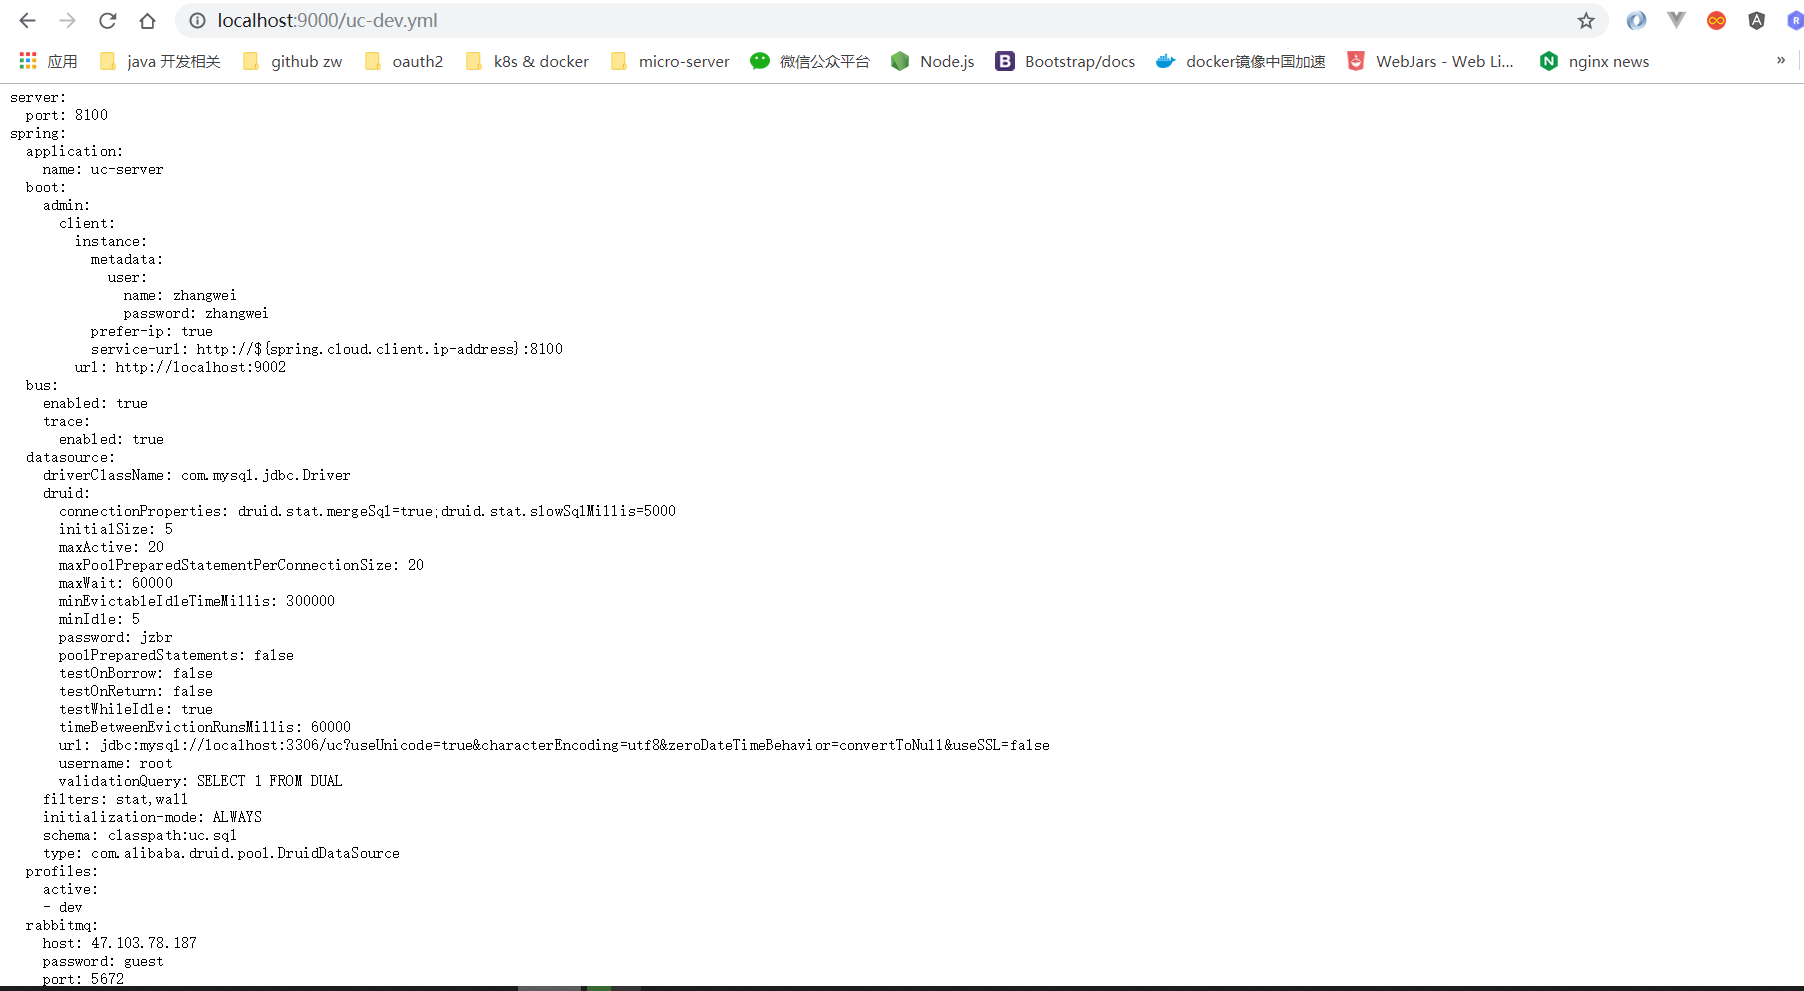 localhost:9000/uc-dev.yml
应用 java 开发相关 github zw oauth2 k8s & docker micro-server 微信公众平台 Node.js Bootstrap/docs docker镜像中国加速 WebJars - Web Li... nginx news »
server:
  port: 8100
spring:
  application:
    name: uc-server
  boot:
    admin:
      client:
        instance:
          metadata:
            user:
              name: zhangwei
              password: zhangwei
          prefer-ip: true
          service-url: http://${spring.cloud.client.ip-address}:8100
        url: http://localhost:9002
  bus:
    enabled: true
    trace:
      enabled: true
  datasource:
    driverClassName: com.mysql.jdbc.Driver
    druid:
      connectionProperties: druid.stat.mergeSql=true;druid.stat.slowSqlMillis=5000
      initialSize: 5
      maxActive: 20
      maxPoolPreparedStatementPerConnectionSize: 20
      maxWait: 60000
      minEvictableIdleTimeMillis: 300000
      minIdle: 5
      password: jzbr
      poolPreparedStatements: false
      testOnBorrow: false
      testOnReturn: false
      testWhileIdle: true
      timeBetweenEvictionRunsMillis: 60000
      url: jdbc:mysql://localhost:3306/uc?useUnicode=true&characterEncoding=utf8&zeroDateTimeBehavior=convertToNull&useSSL=false
      username: root
      validationQuery: SELECT 1 FROM DUAL
    filters: stat,wall
    initialization-mode: ALWAYS
    schema: classpath:uc.sql
    type: com.alibaba.druid.pool.DruidDataSource
  profiles:
    active:
    - dev
  rabbitmq:
    host: 47.103.78.187
    password: guest
    port: 5672